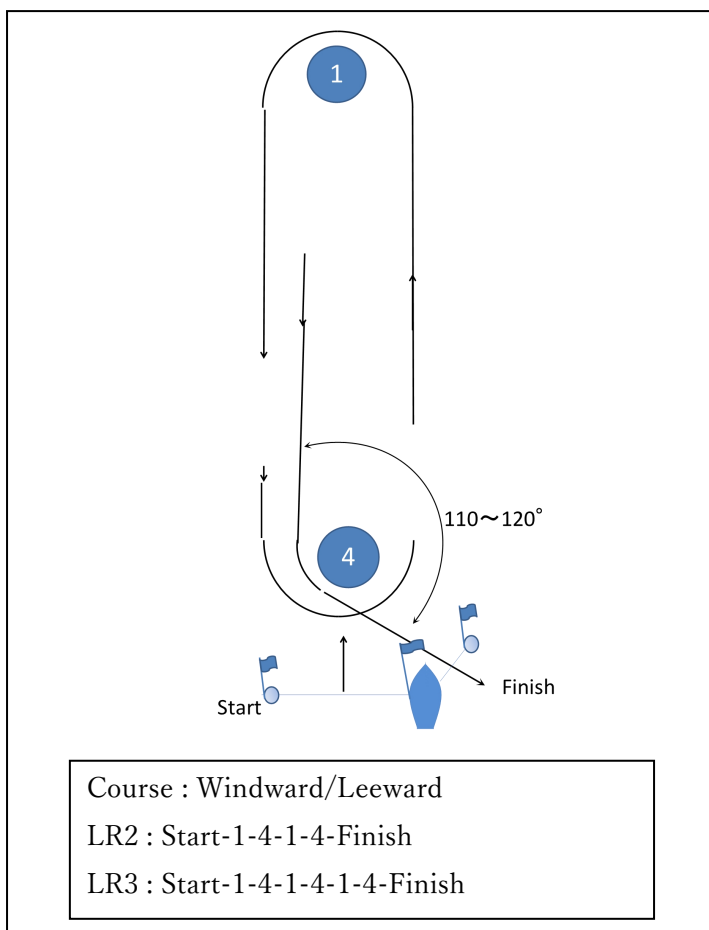 1
4
110～120°
Start
Finish
Course : Windward/Leeward
LR2 : Start-1-4-1-4-Finish
LR3 : Start-1-4-1-4-1-4-Finish